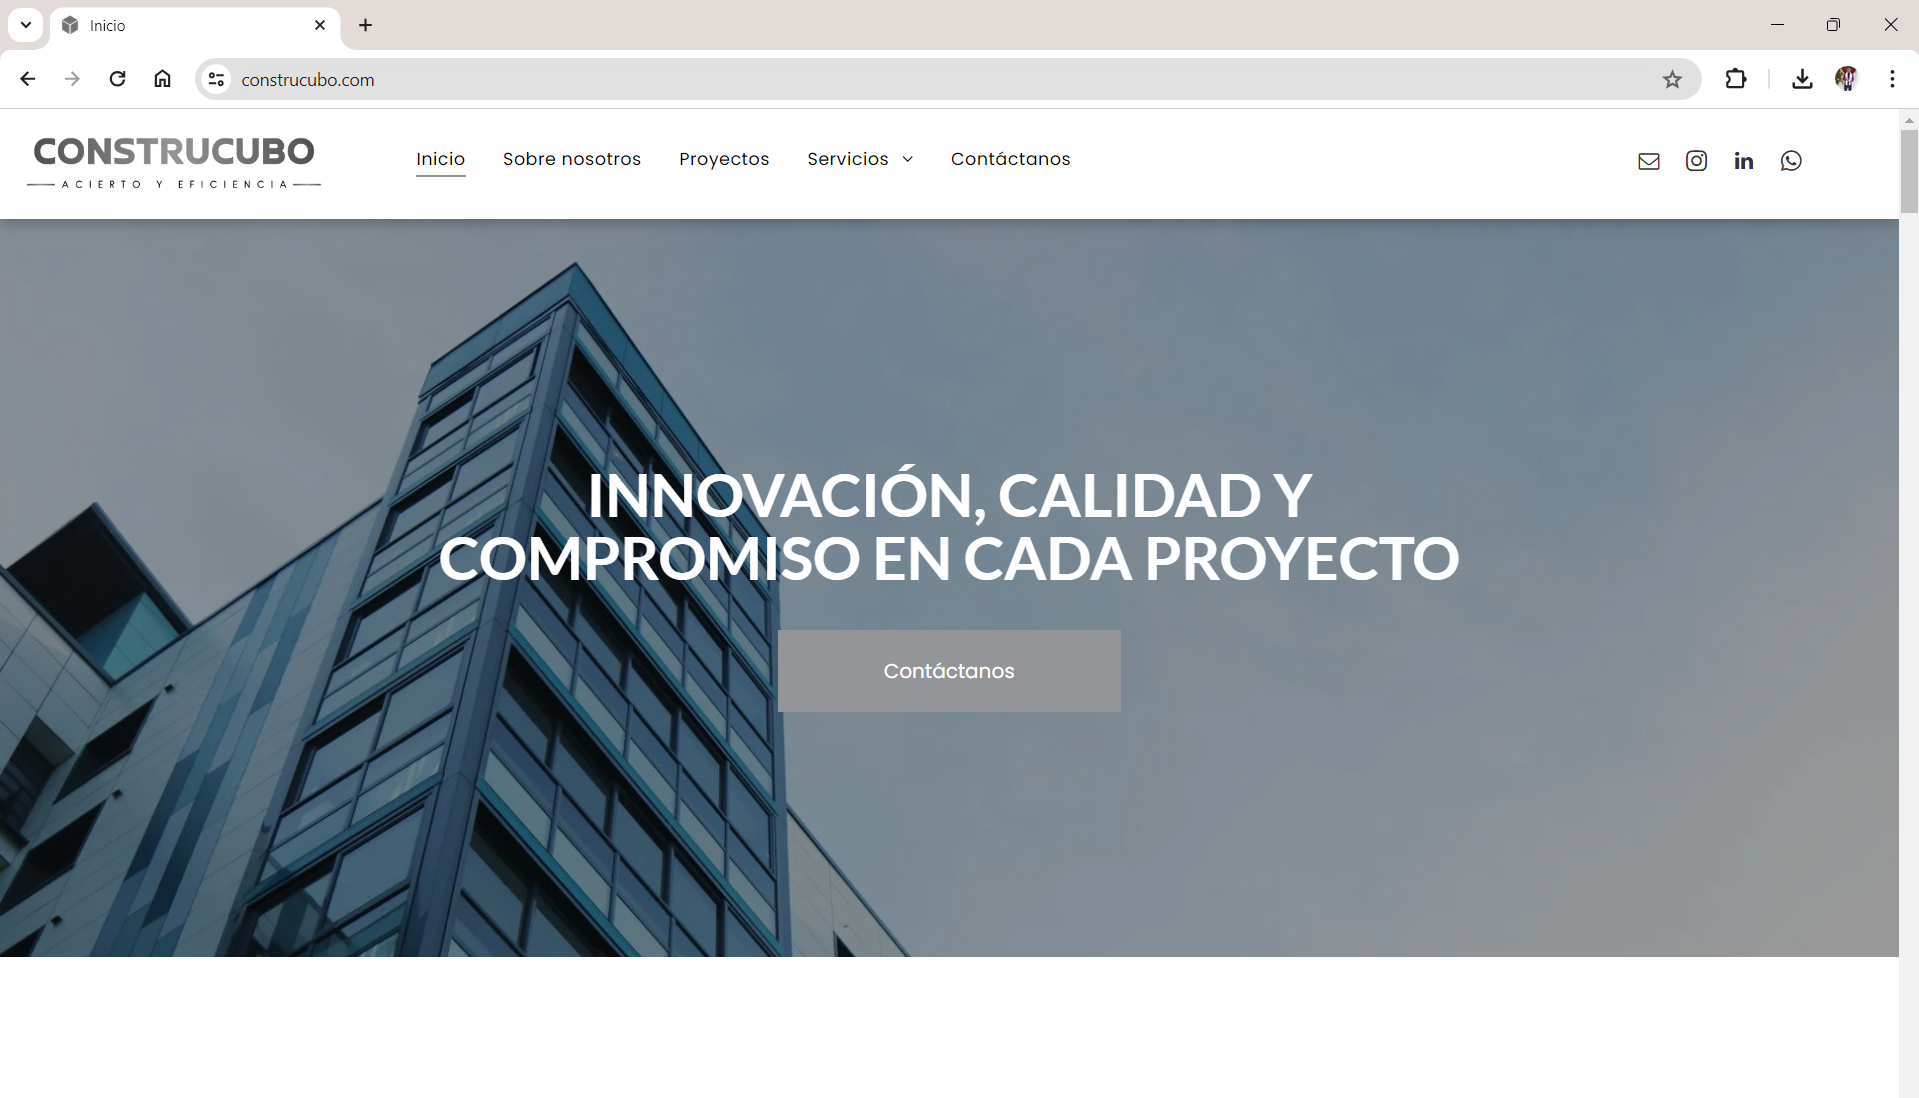 Inicio
construcubo.com
CONSTRUCUBO
ACIERTO Y EFICIENCIA
Inicio
Sobre nosotros
Proyectos
Servicios
Contáctanos
INNOVACIÓN, CALIDAD Y
COMPROMISO EN CADA PROYECTO
Contáctanos